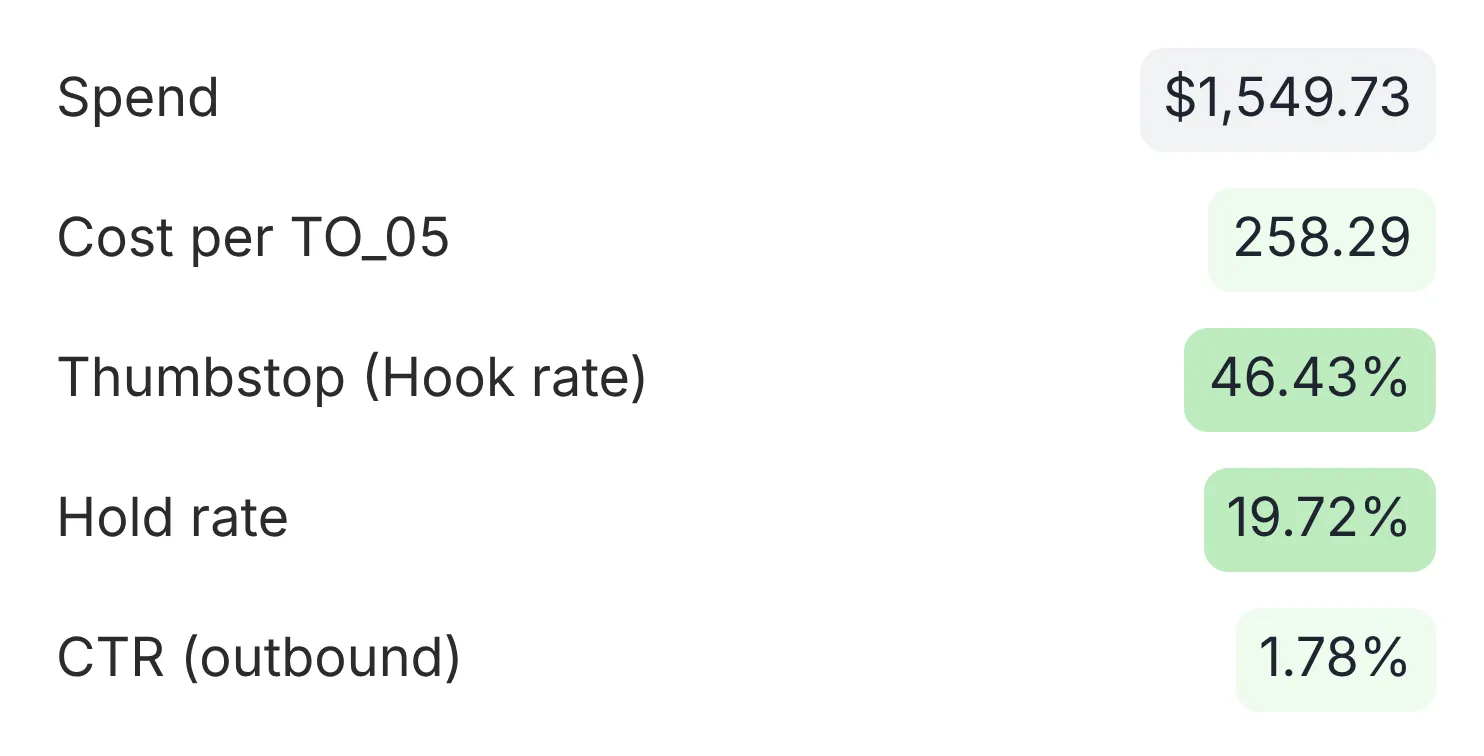 Spend $1,549.73
Cost per TO_05 258.29
Thumbstop (Hook rate) 46.43%
Hold rate 19.72%
CTR (outbound) 1.78%